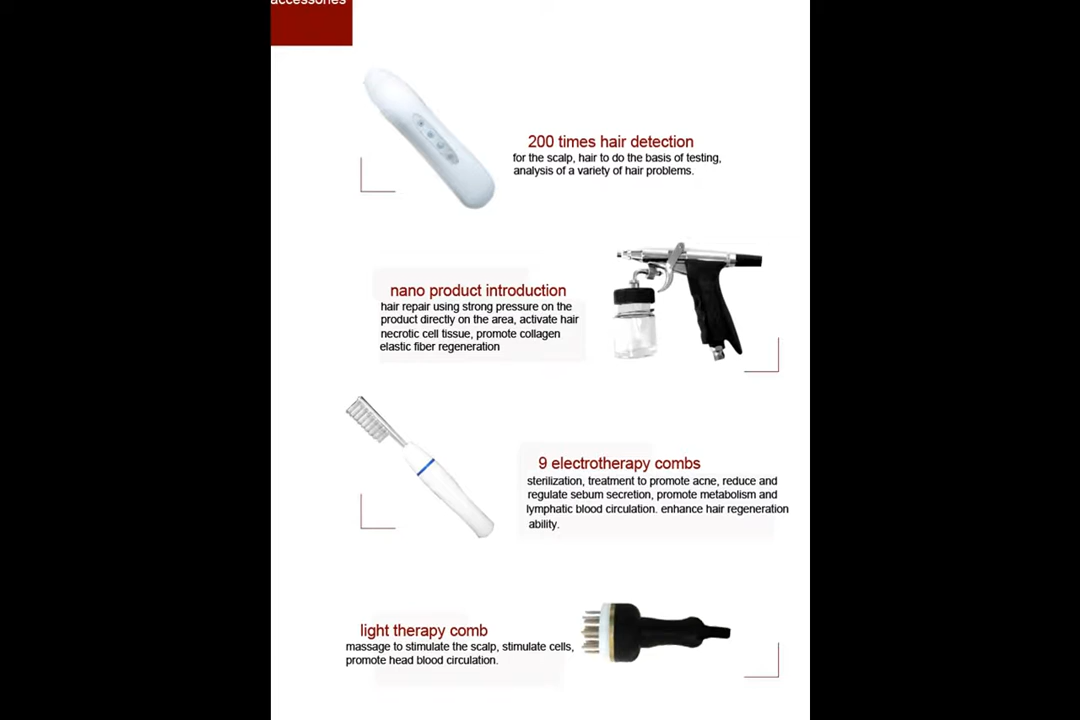 accessories
200 times hair detection
for the scalp, hair to do the basis of testing,
analysis of a variety of hair problems.
nano product introduction
hair repair using strong pressure on the
product directly on the area, activate hair
necrotic cell tissue, promote collagen
elastic fiber regeneration
9 electrotherapy combs
sterilization, treatment to promote acne, reduce and
regulate sebum secretion, promote metabolism and
lymphatic blood circulation. enhance hair regeneration
ability.
light therapy comb
massage to stimulate the scalp, stimulate cells,
promote head blood circulation.